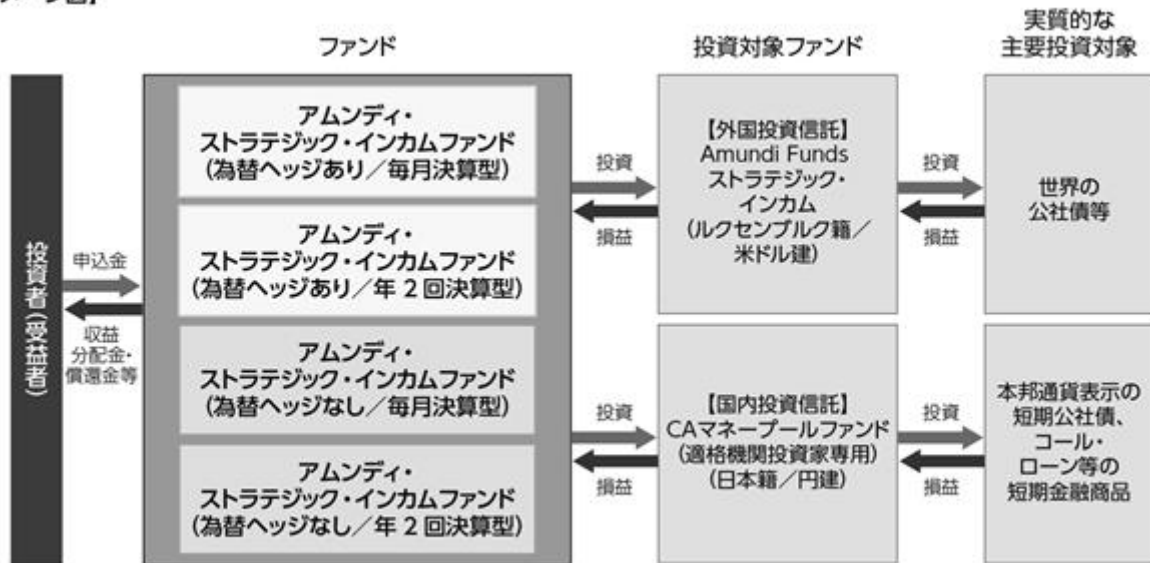 ファンド
投資対象ファンド
実質的な
主要投資対象
投資者(受益者)
申込金
収益
分配金・
償還金等
アムンディ・
ストラテジック・インカムファンド
(為替ヘッジあり/毎月決算型)
アムンディ・
ストラテジック・インカムファンド
(為替ヘッジあり/年2回決算型)
アムンディ・
ストラテジック・インカムファンド
(為替ヘッジなし/毎月決算型)
アムンディ・
ストラテジック・インカムファンド
(為替ヘッジなし/年2回決算型)
投資
損益
【外国投資信託】
Amundi Funds
ストラテジック・
インカム
(ルクセンブルク籍/
米ドル建)
投資
損益
世界の
公社債等
投資
損益
【国内投資信託】
CAマネープールファンド
(適格機関投資家専用)
(日本籍/円建)
投資
損益
本邦通貨表示の
短期公社債、
コール・
ローン等の
短期金融商品